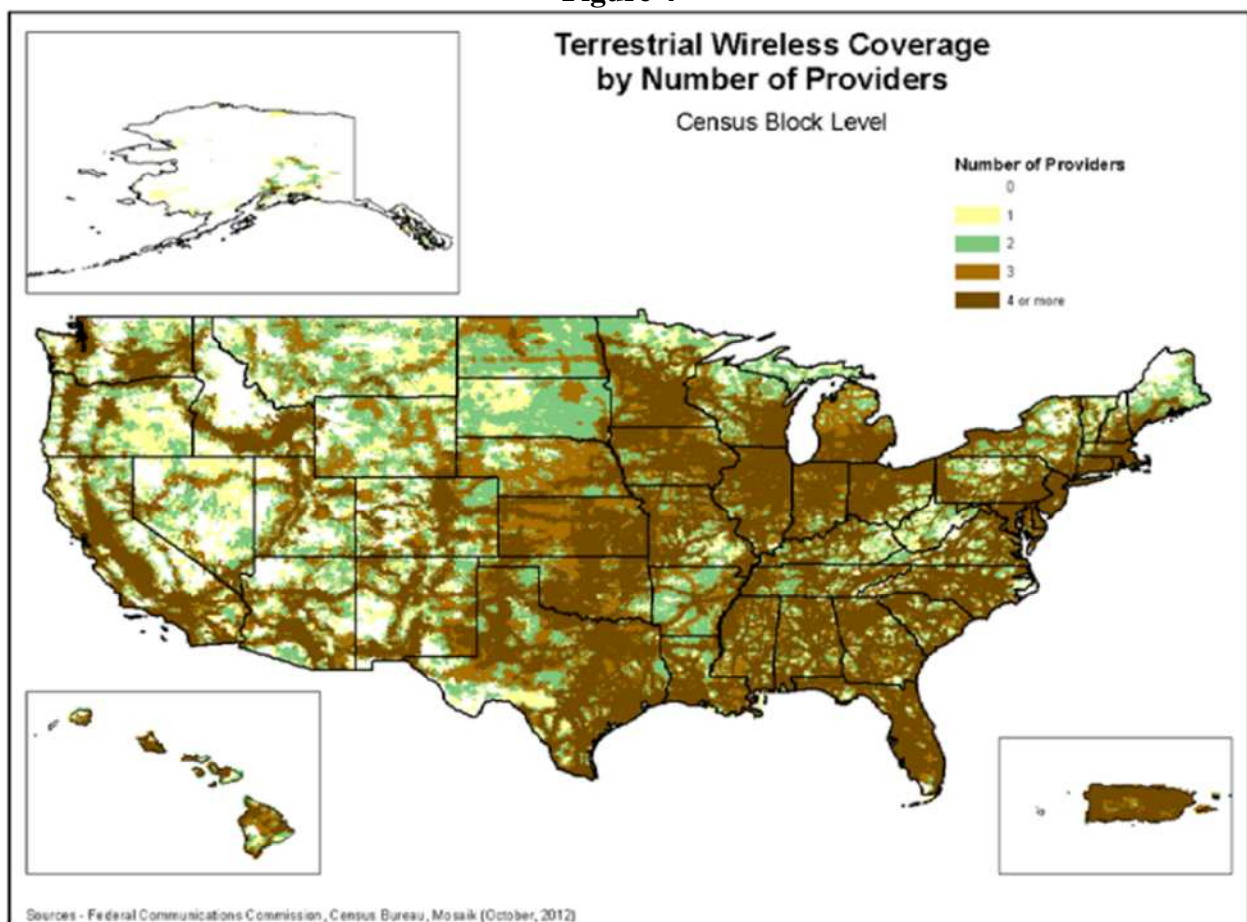 Terrestrial Wireless Coverage
by Number of Providers
Census Block Level
Number of Providers
0
1
2
3
4 or more
Sources - Federal Communications Commission, Census Bureau, Mosaik (October, 2012)